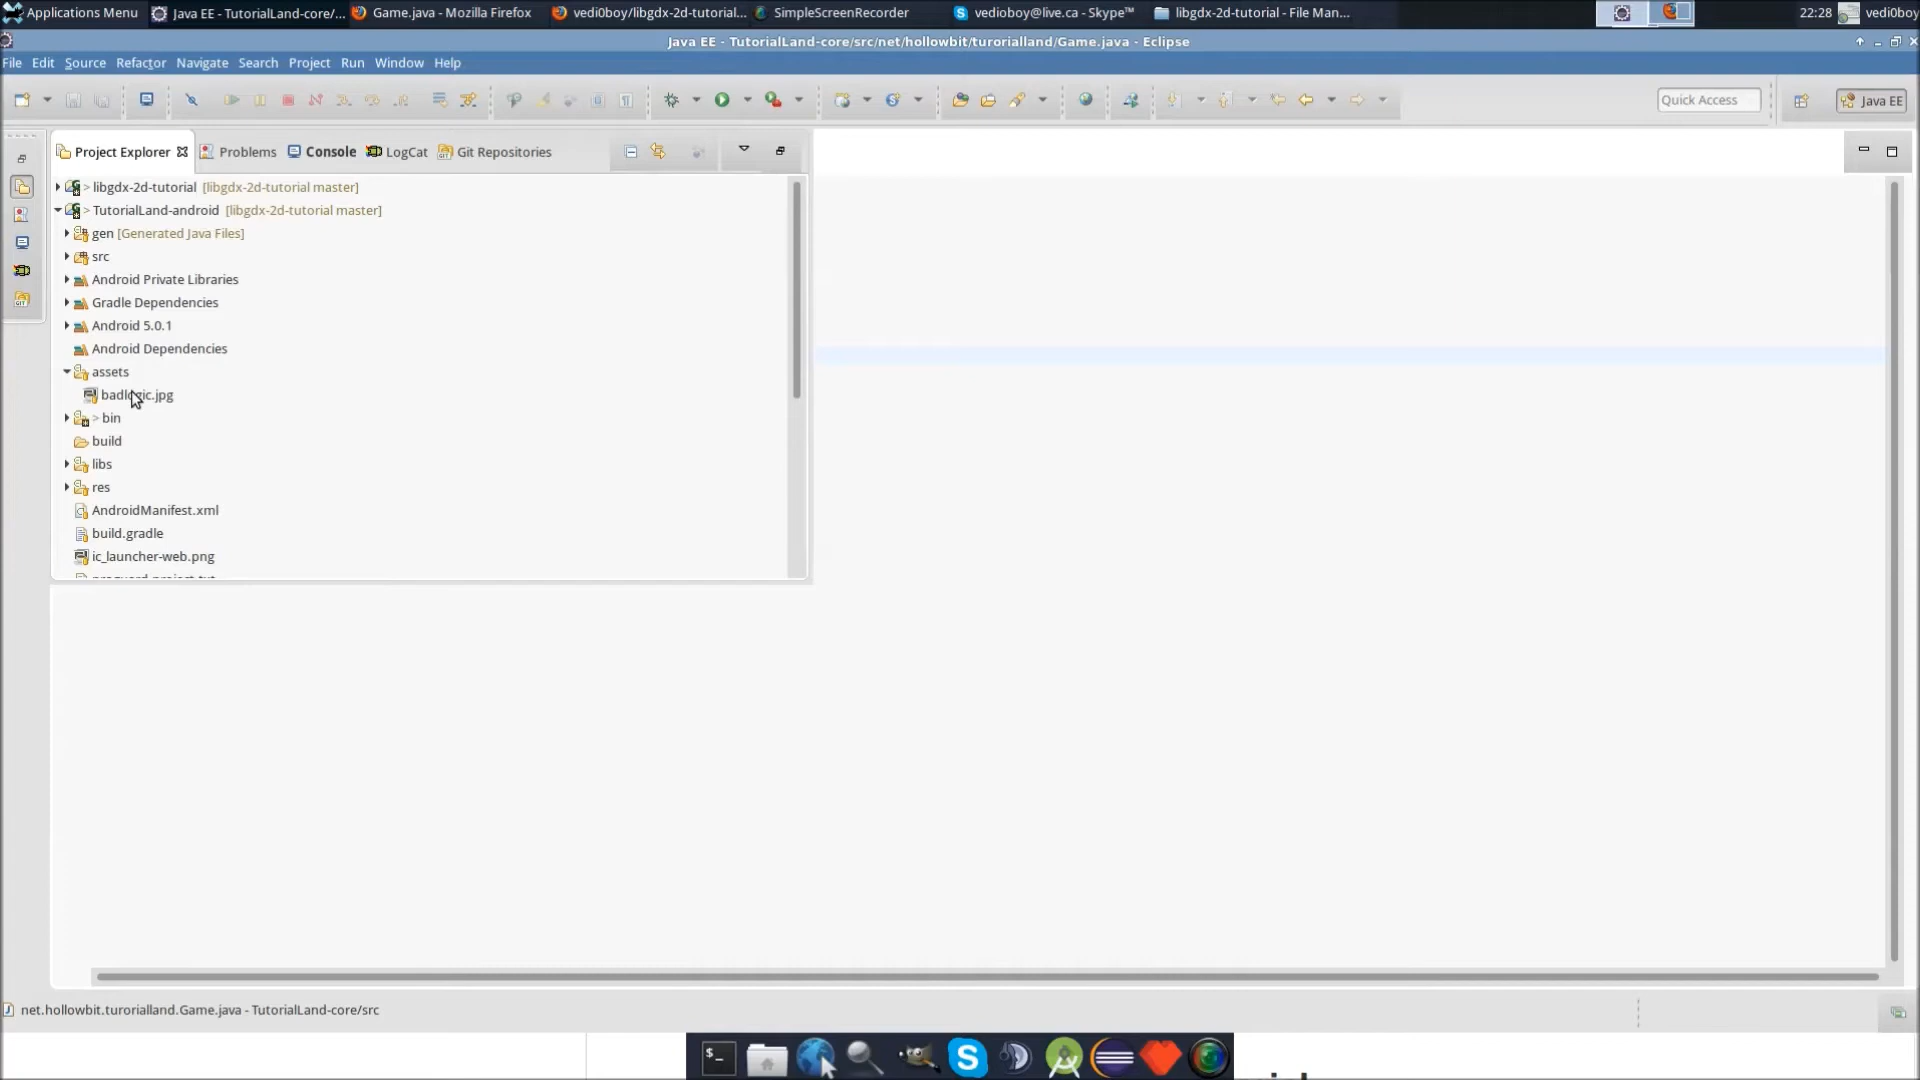 Applications Menu
Java EE - TutorialLand-core/...
Game.java - Mozilla Firefox
vedi0boy/libgdx-2d-tutorial...
SimpleScreenRecorder
vedioboy@live.ca - Skype™
libgdx-2d-tutorial - File Man...
22:28
vedi0boy
Java EE - TutorialLand-core/src/net/hollowbit/turorialland/Game.java - Eclipse
File Edit Source Refactor Navigate Search Project Run Window Help
Quick Access
Java EE
Project Explorer
Problems
Console
LogCat
Git Repositories
> libgdx-2d-tutorial [libgdx-2d-tutorial master]
> TutorialLand-android [libgdx-2d-tutorial master]
gen [Generated Java Files]
src
Android Private Libraries
Gradle Dependencies
Android 5.0.1
Android Dependencies
assets
badlogic.jpg
> bin
build
libs
res
AndroidManifest.xml
build.gradle
ic_launcher-web.png
net.hollowbit.turorialland.Game.java - TutorialLand-core/src